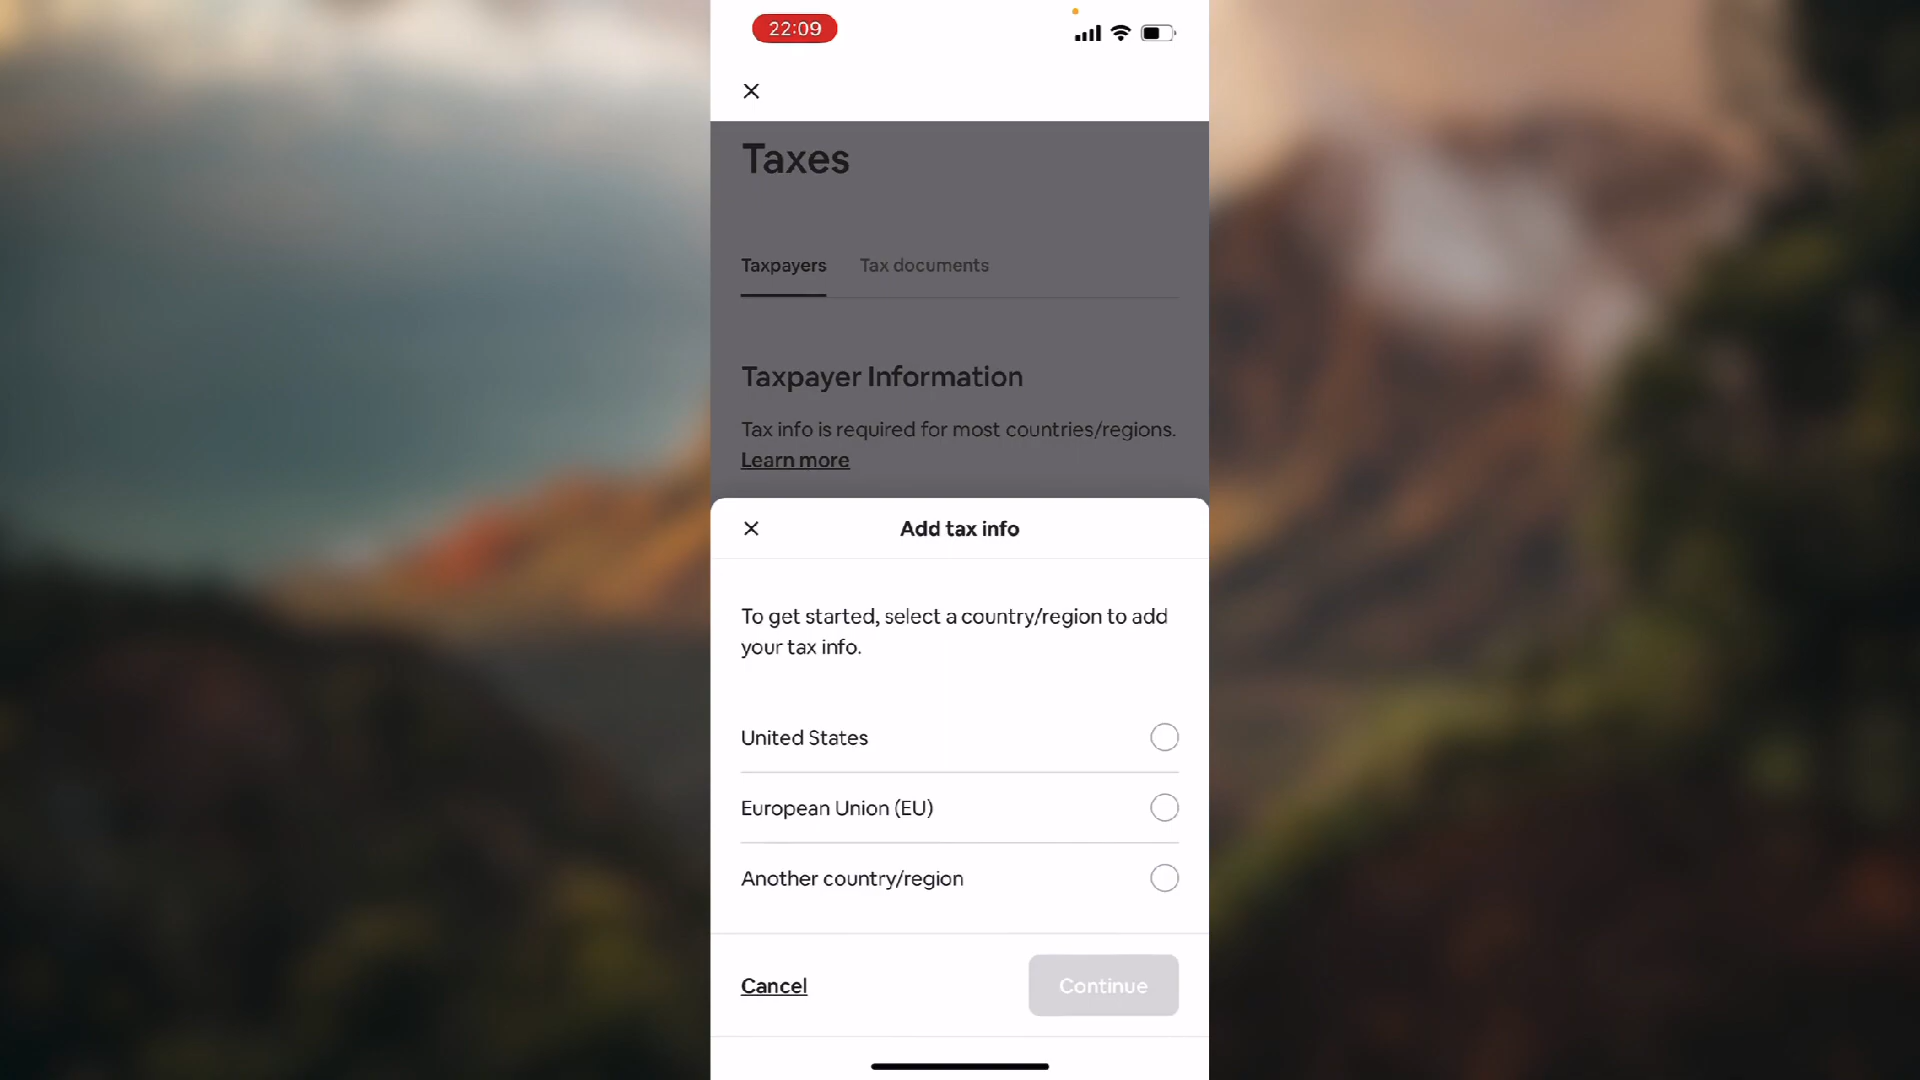 22:09
Taxes
Taxpayers
Tax documents
Taxpayer Information
Tax info is required for most countries/regions.
Learn more
Add tax info
To get started, select a country/region to add
your tax info.
United States
European Union (EU)
Another country/region
Cancel
Continue